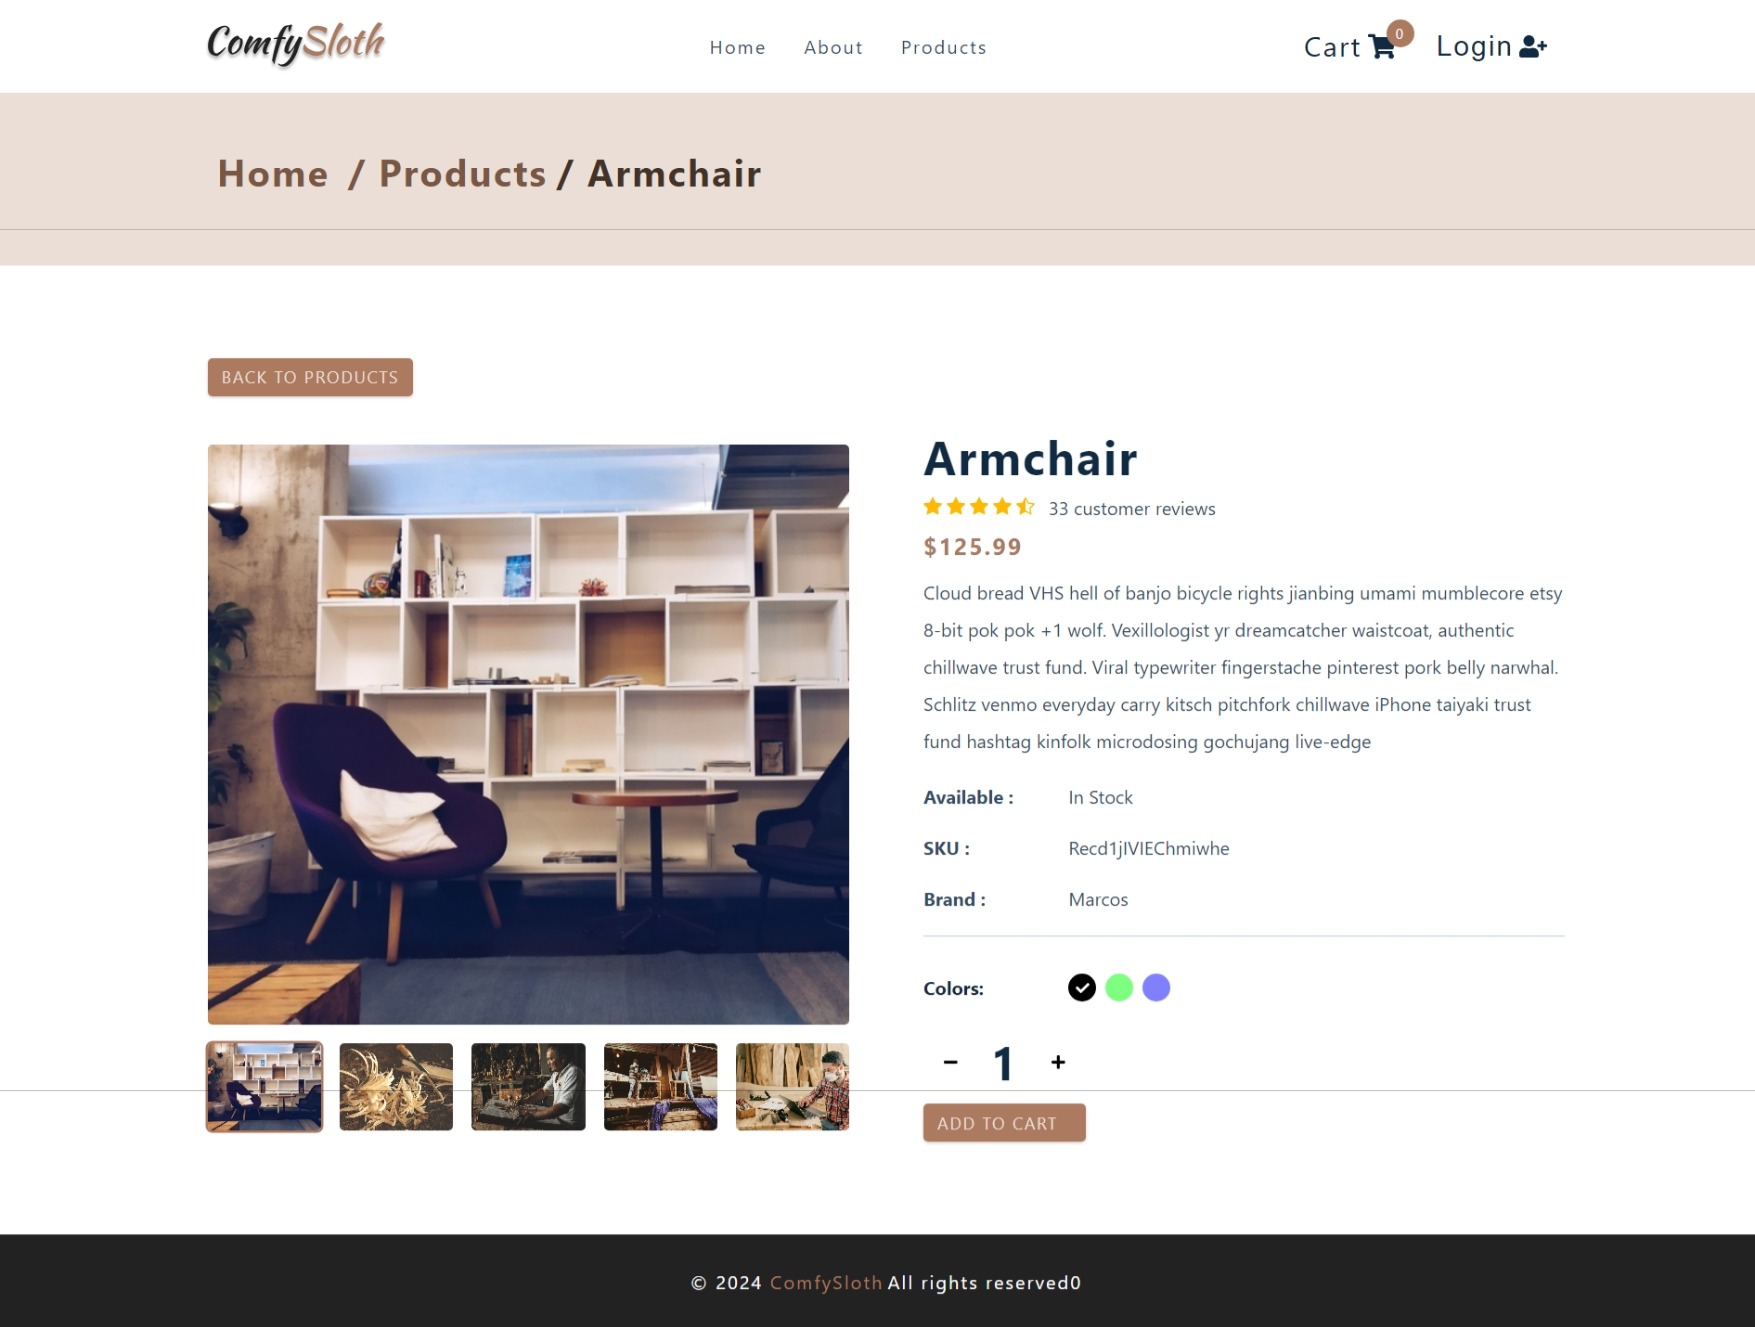 ComfySloth
Home About Products
Cart 0 Login
Home / Products / Armchair
BACK TO PRODUCTS
Armchair
33 customer reviews
$125.99
Cloud bread VHS hell of banjo bicycle rights jianbing umami mumblecore etsy
8-bit pok pok +1 wolf. Vexillologist yr dreamcatcher waistcoat, authentic
chillwave trust fund. Viral typewriter fingerstache pinterest pork belly narwhal.
Schlitz venmo everyday carry kitsch pitchfork chillwave iPhone taiyaki trust
fund hashtag kinfolk microdosing gochujang live-edge
Available : In Stock
SKU : Recd1jIVIEChmiwhe
Brand : Marcos
Colors:
- 1 +
ADD TO CART
© 2024 ComfySloth All rights reserved0